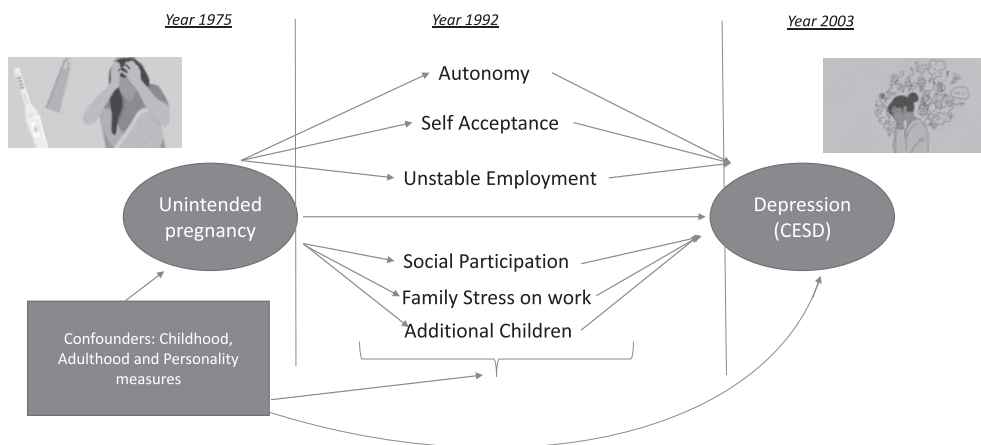 Year 1975
Year 1992
Year 2003
Autonomy
Self Acceptance
Unstable Employment
Unintended
pregnancy
Depression
(CESD)
Social Participation
Family Stress on work
Additional Children
Confounders: Childhood,
Adulthood and Personality
measures